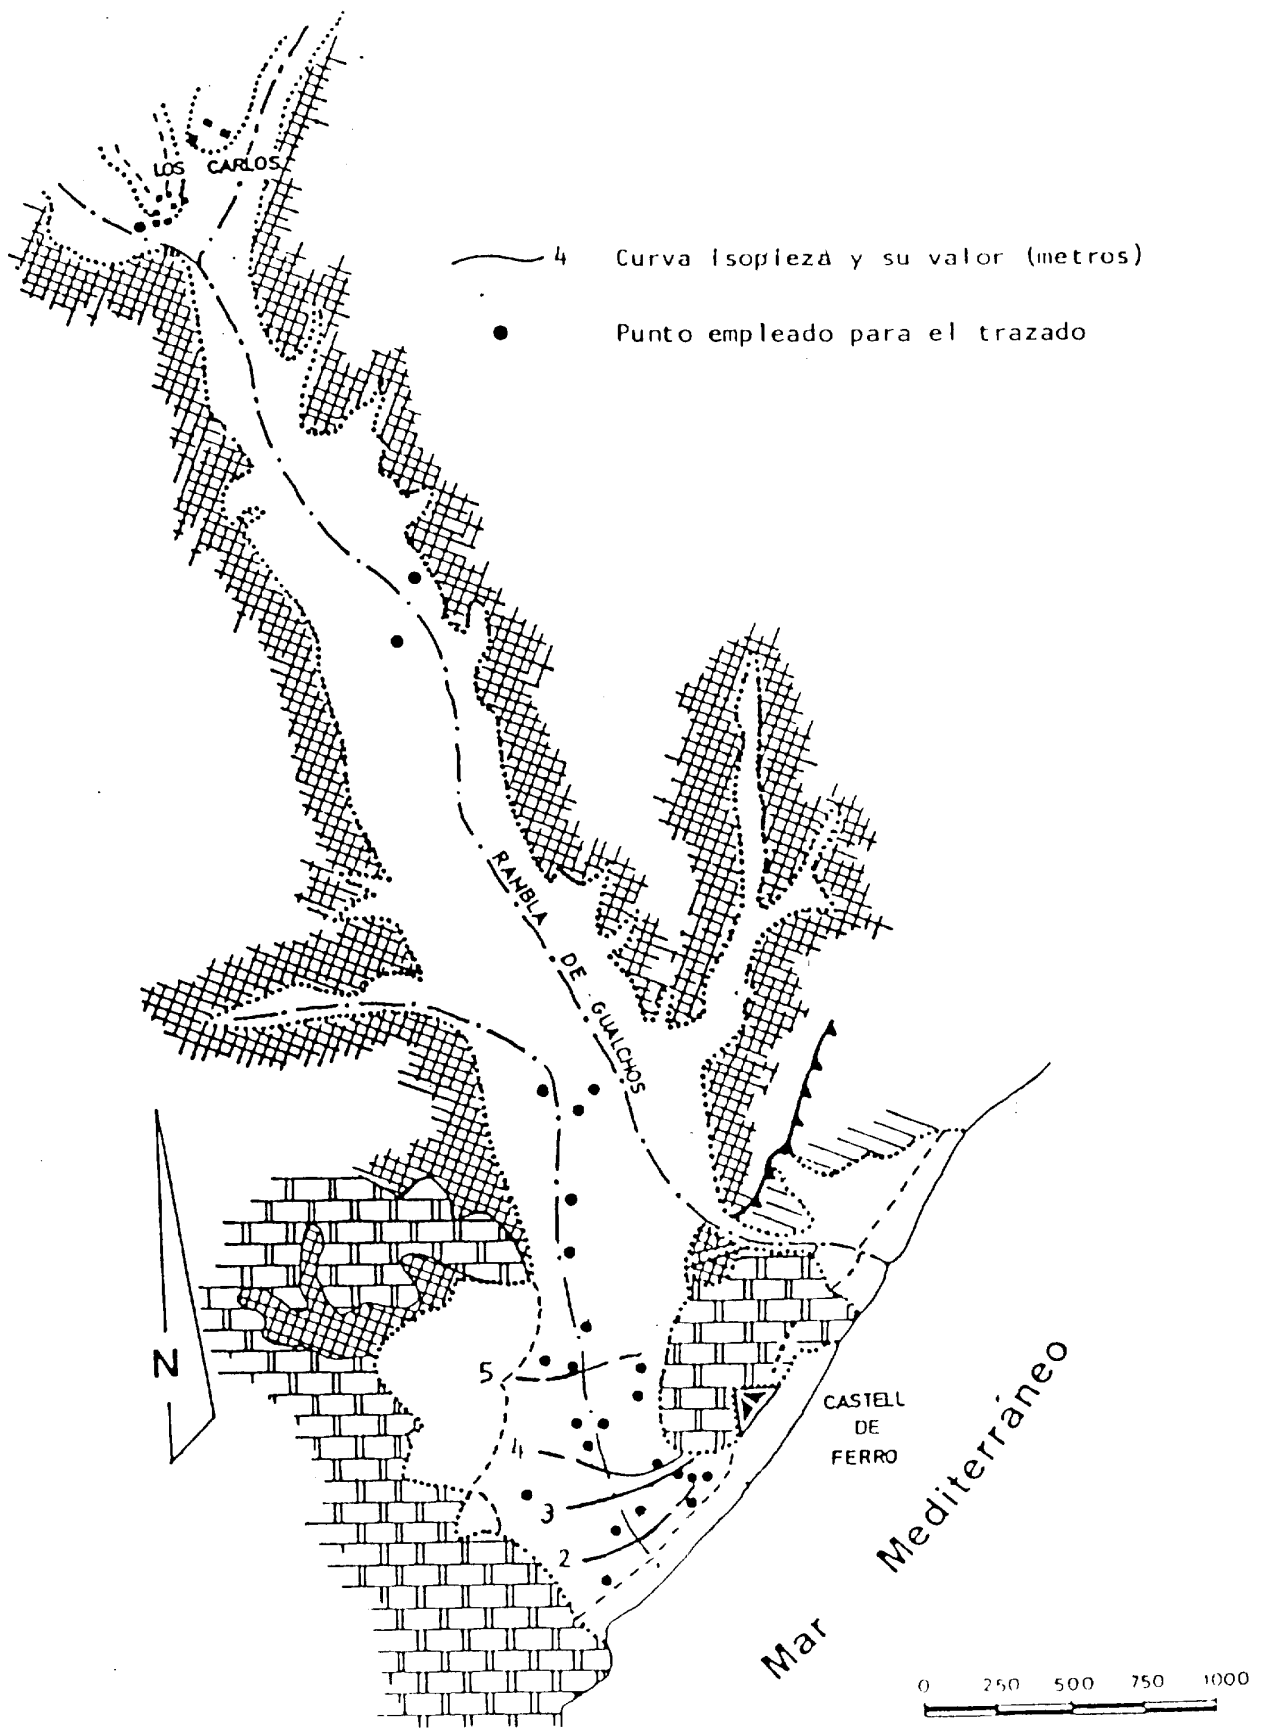 LOS CARLOS
4 Curva isopieza y su valor (metros)
Punto empleado para el trazado
RAMBLA DE GUALCHOS
N
5
4
3
2
CASTELL
DE
FERRO
Mar Mediterráneo
0 250 500 750 1000